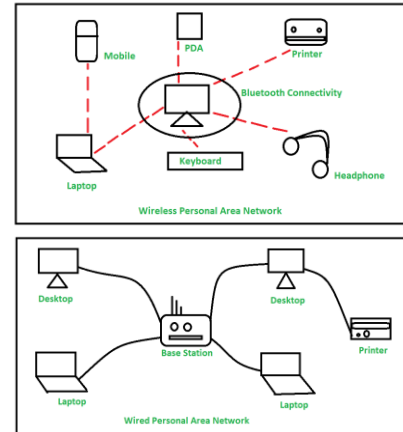 PDA
Mobile
Printer
Bluetooth Connectivity
Keyboard
Laptop
Headphone
Wireless Personal Area Network
Desktop
Desktop
Base Station
Printer
Laptop
Laptop
Wired Personal Area Network